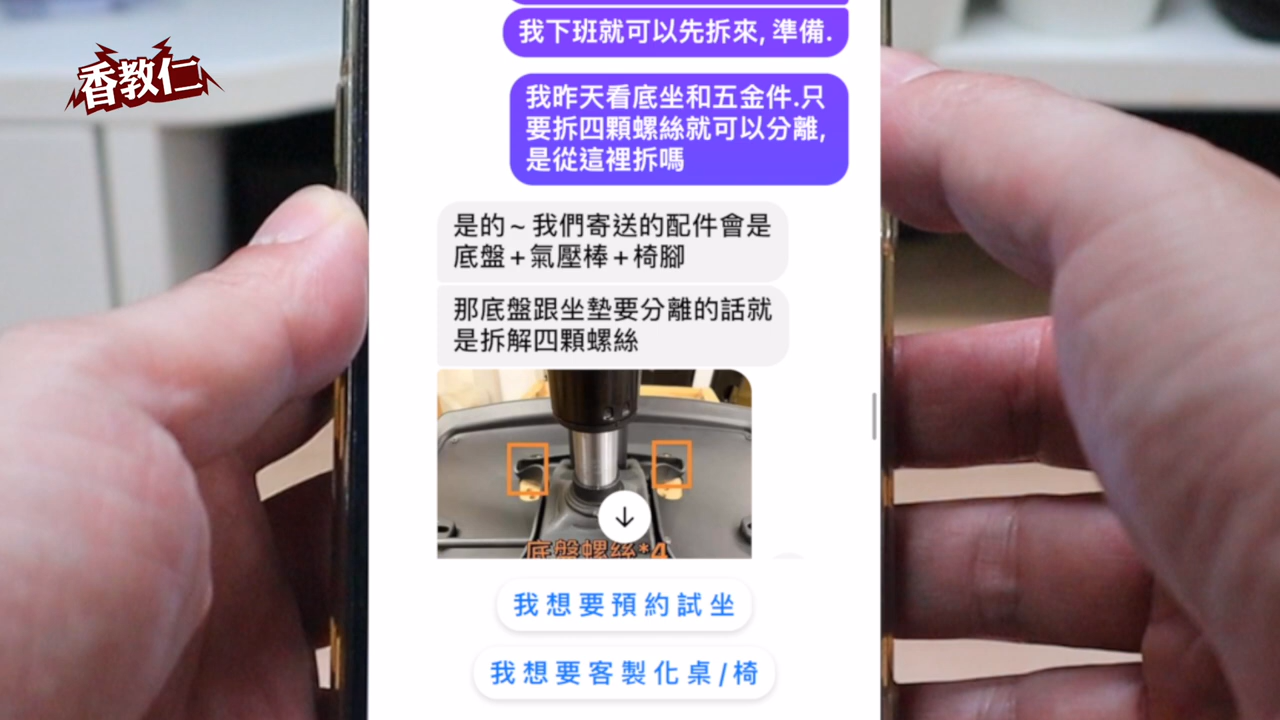 香教仁
我下班就可以先拆來, 準備.
我昨天看底坐和五金件.只
要拆四顆螺絲就可以分離,
是從這裡拆嗎
是的~我們寄送的配件會是
底盤+氣壓棒+椅腳
那底盤跟坐墊要分離的話就
是拆解四顆螺絲
底盤螺絲*4
我想要預約試坐
我想要客製化桌/椅